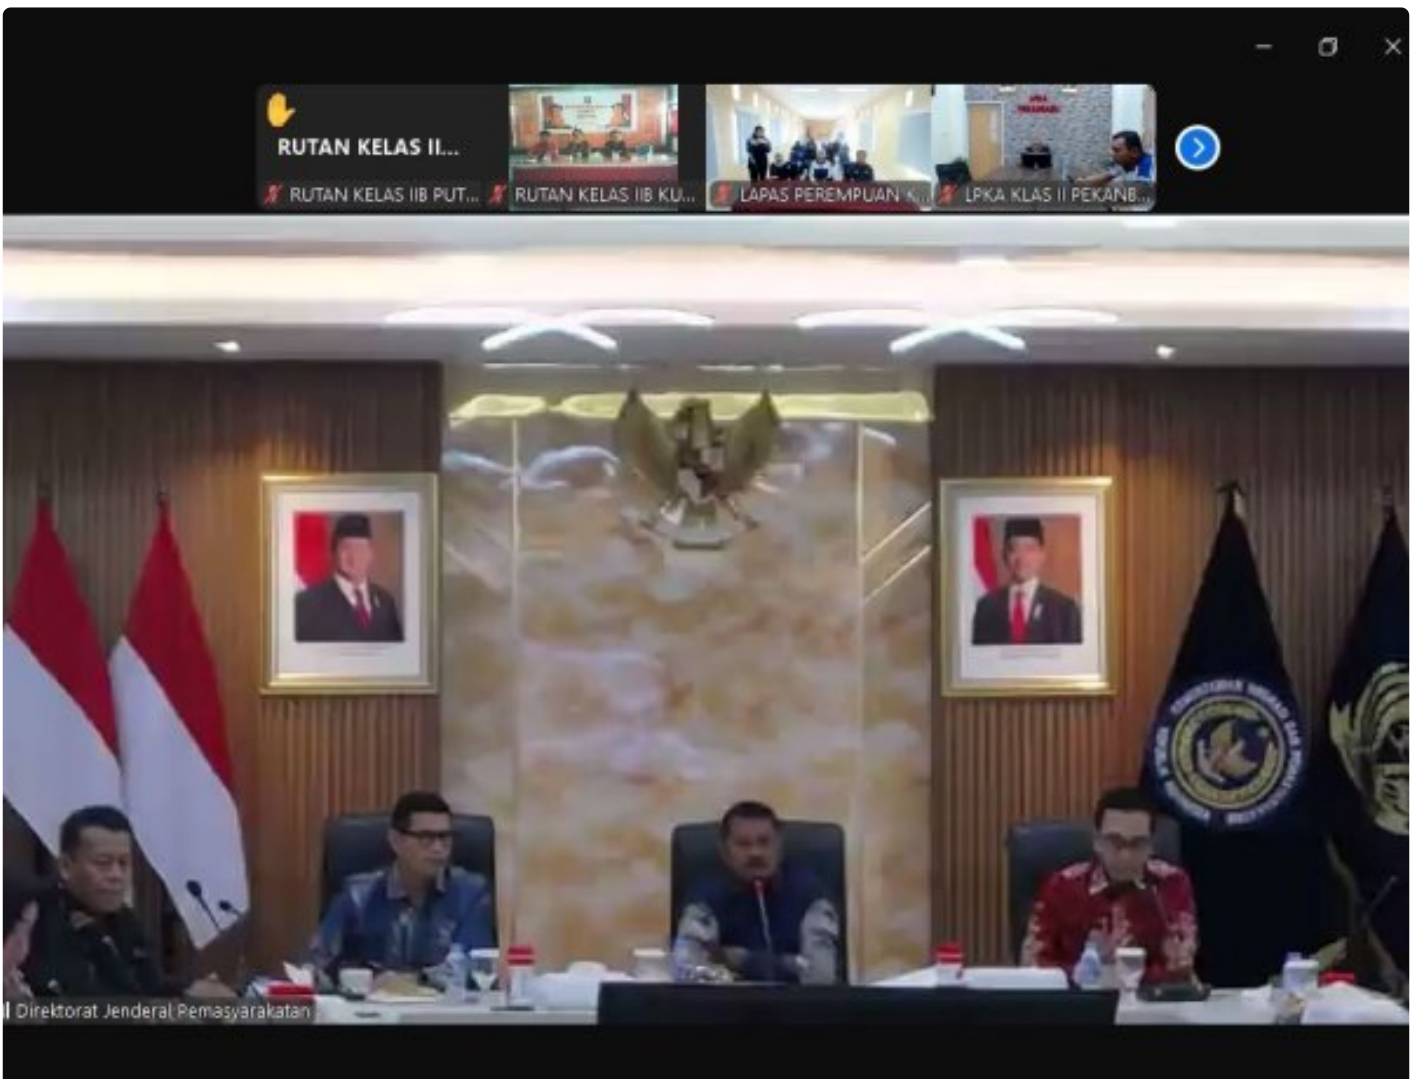 RUTAN KELAS II...
RUTAN KELAS IIB PUT...
RUTAN KELAS IIB KU...
LAPAS PEREMPUAN K...
LPKA KLAS II PEKANB...
Direktorat Jenderal Pemasyarakatan